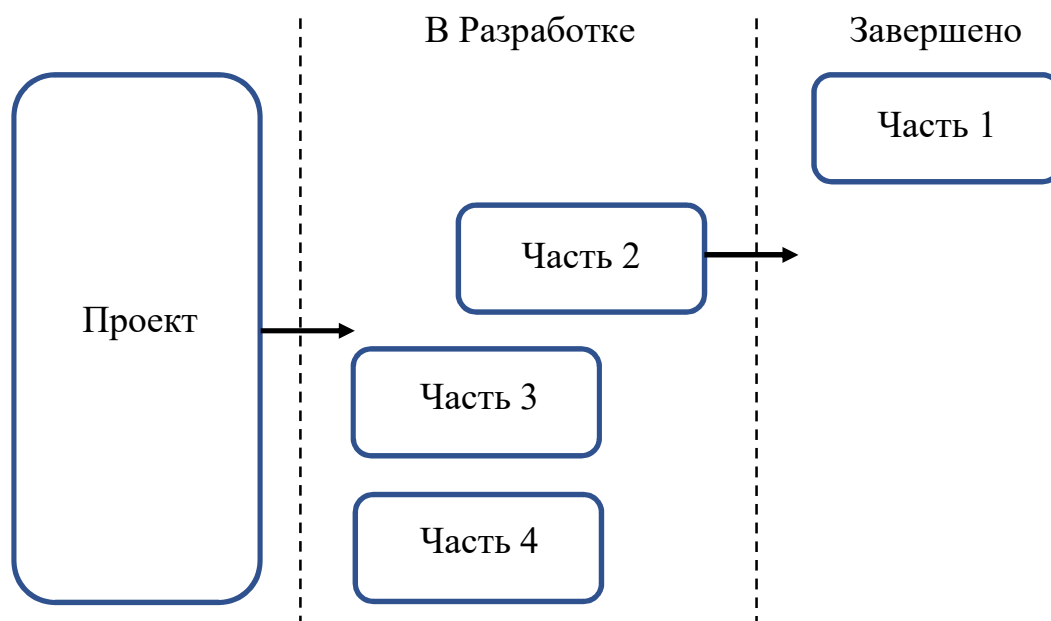 В Разработке
Завершено
Часть 1
Часть 2
Проект
Часть 3
Часть 4